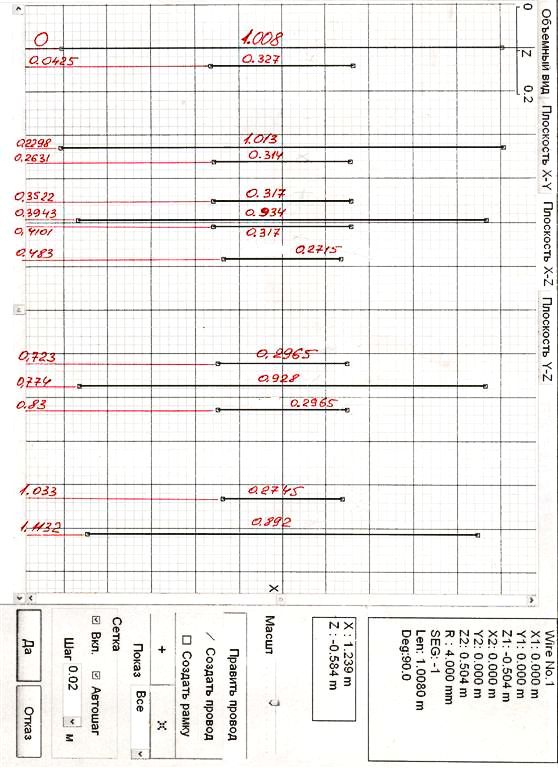 Объемный вид Плоскость X-Y Плоскость X-Z Плоскость Y-Z
0
Z
0.2
0 1.008
0.0425 0.327
0,2298 1.013
0.2631 0.314
0,3522 0.317
0.3943 0.934
0,4101 0.317
0.483 0.2715
0,723 0,2965
0,774 0.928
0.83 0.2965
1.033 0.2745
1.1132 0.892
X
Wire No.1
X1: 0.000 m
Y1: 0.000 m
Z1: -0.504 m
X2: 0.000 m
Y2: 0.000 m
Z2: 0.504 m
R : 4.000 mm
SEG: -1
Len: 1.0080 m
Deg:90.0
X : 1.239 m
Z : -0.584 m
Масшт
Править провод
Создать провод
Создать рамку
+ X
Показ Все
Сетка
Вкл. Автошаг
Шаг 0.02 м
Да Отказ